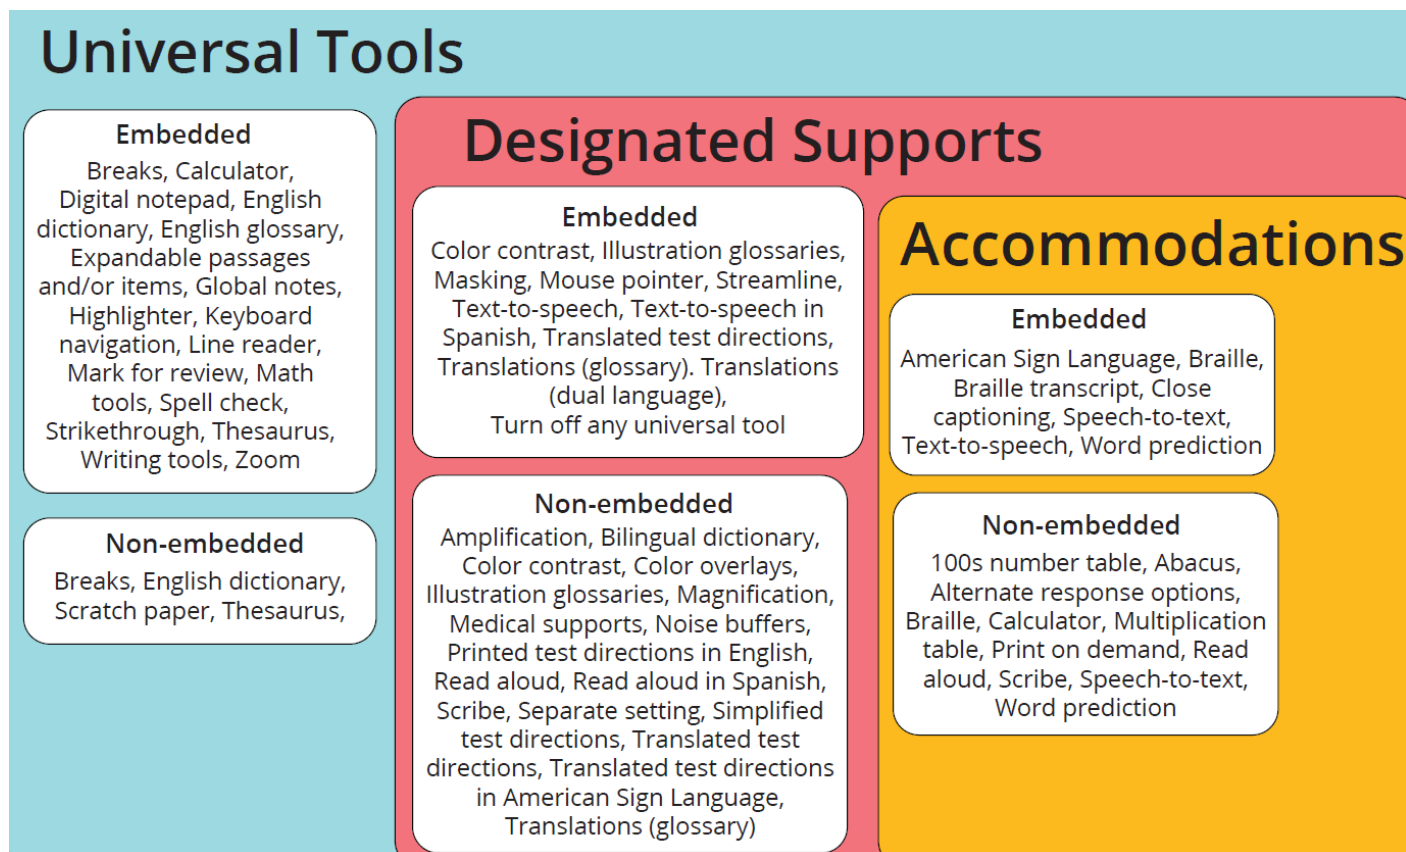 Universal Tools
Embedded
Breaks, Calculator,
Digital notepad, English
dictionary, English glossary,
Expandable passages
and/or items, Global notes,
Highlighter, Keyboard
navigation, Line reader,
Mark for review, Math
tools, Spell check,
Strikethrough, Thesaurus,
Writing tools, Zoom
Non-embedded
Breaks, English dictionary,
Scratch paper, Thesaurus,
Designated Supports
Embedded
Color contrast, Illustration glossaries,
Masking, Mouse pointer, Streamline,
Text-to-speech, Text-to-speech in
Spanish, Translated test directions,
Translations (glossary). Translations
(dual language),
Turn off any universal tool
Non-embedded
Amplification, Bilingual dictionary,
Color contrast, Color overlays,
Illustration glossaries, Magnification,
Medical supports, Noise buffers,
Printed test directions in English,
Read aloud, Read aloud in Spanish,
Scribe, Separate setting, Simplified
test directions, Translated test
directions, Translated test directions
in American Sign Language,
Translations (glossary)
Accommodations
Embedded
American Sign Language, Braille,
Braille transcript, Close
captioning, Speech-to-text,
Text-to-speech, Word prediction
Non-embedded
100s number table, Abacus,
Alternate response options,
Braille, Calculator, Multiplication
table, Print on demand, Read
aloud, Scribe, Speech-to-text,
Word prediction